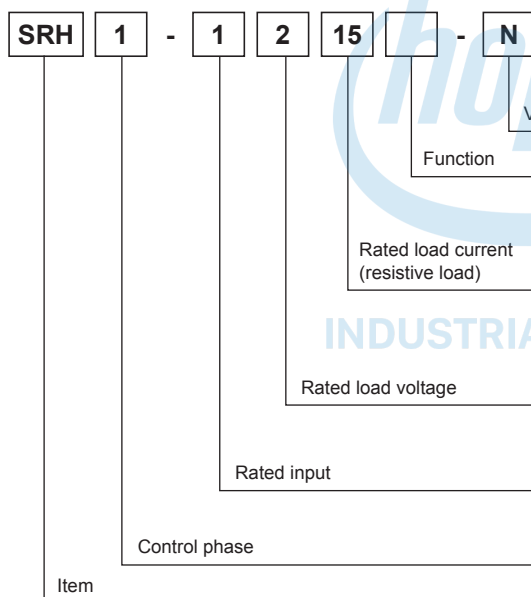 SRH 1 - 1 2 15 - N
V
Function
Rated load current
(resistive load)
INDUSTRIA
Rated load voltage
Rated input
Control phase
Item